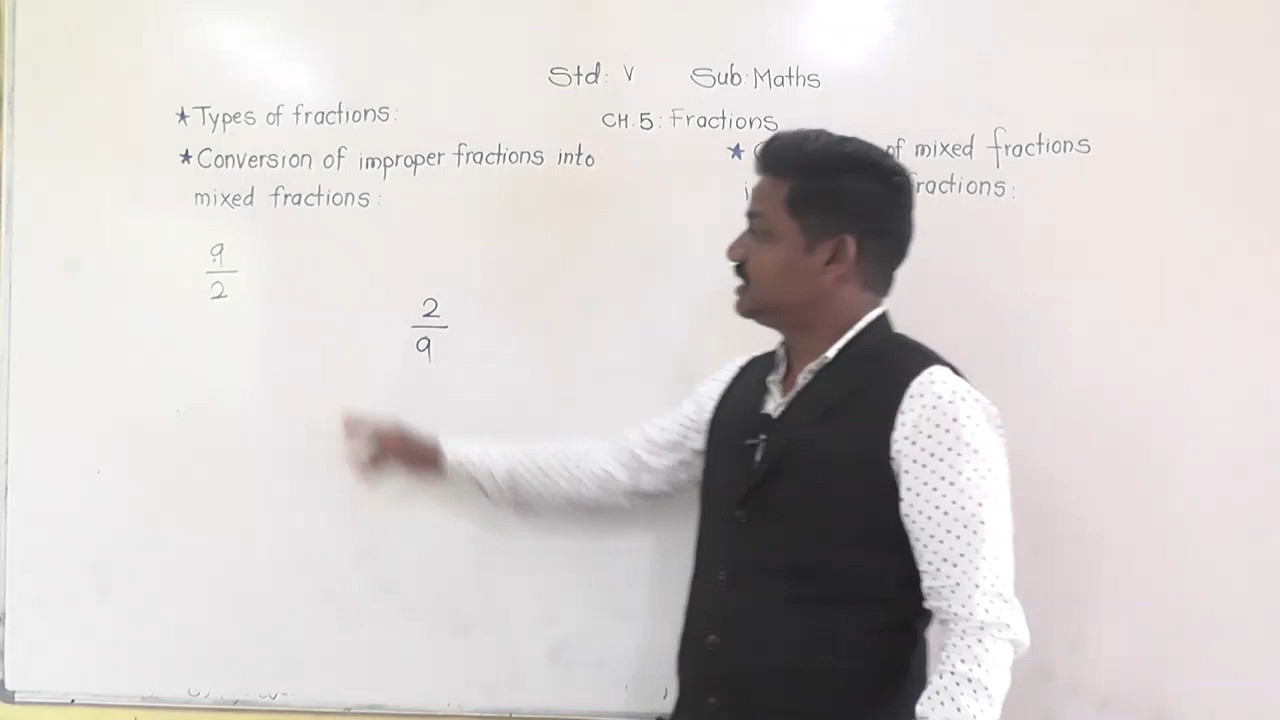 Std: V Sub: Maths
CH. 5: Fractions
★ Types of fractions:
★ Conversion of improper fractions into
mixed fractions:
9
2
2
9
★ of mixed fractions
fractions: